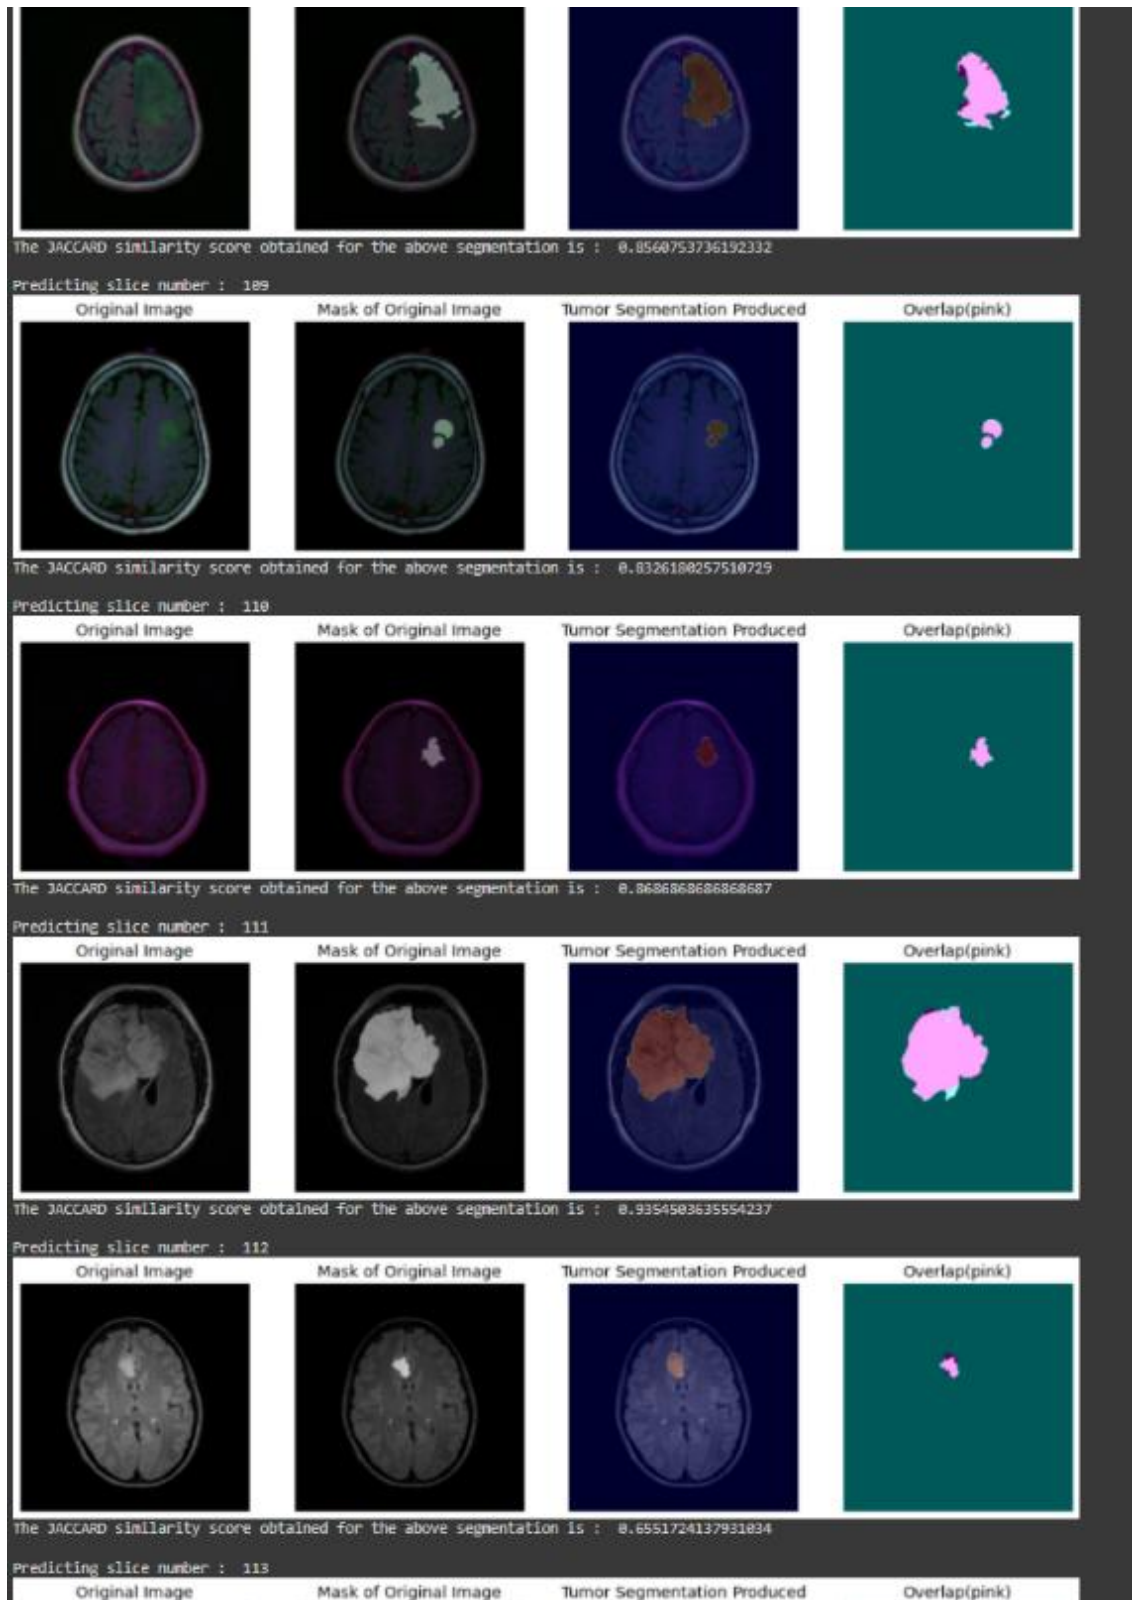 The JACCARD similarity score obtained for the above segmentation is : 0.8560753736192332
Predicting slice number : 109
Original Image Mask of Original Image Tumor Segmentation Produced Overlap(pink)
The JACCARD similarity score obtained for the above segmentation is : 0.8326180257510729
Predicting slice number : 110
Original Image Mask of Original Image Tumor Segmentation Produced Overlap(pink)
The JACCARD similarity score obtained for the above segmentation is : 0.8686868686868687
Predicting slice number : 111
Original Image Mask of Original Image Tumor Segmentation Produced Overlap(pink)
The JACCARD similarity score obtained for the above segmentation is : 0.9354503635554237
Predicting slice number : 112
Original Image Mask of Original Image Tumor Segmentation Produced Overlap(pink)
The JACCARD similarity score obtained for the above segmentation is : 0.6551724137931034
Predicting slice number : 113
Original Image Mask of Original Image Tumor Segmentation Produced Overlap(pink)